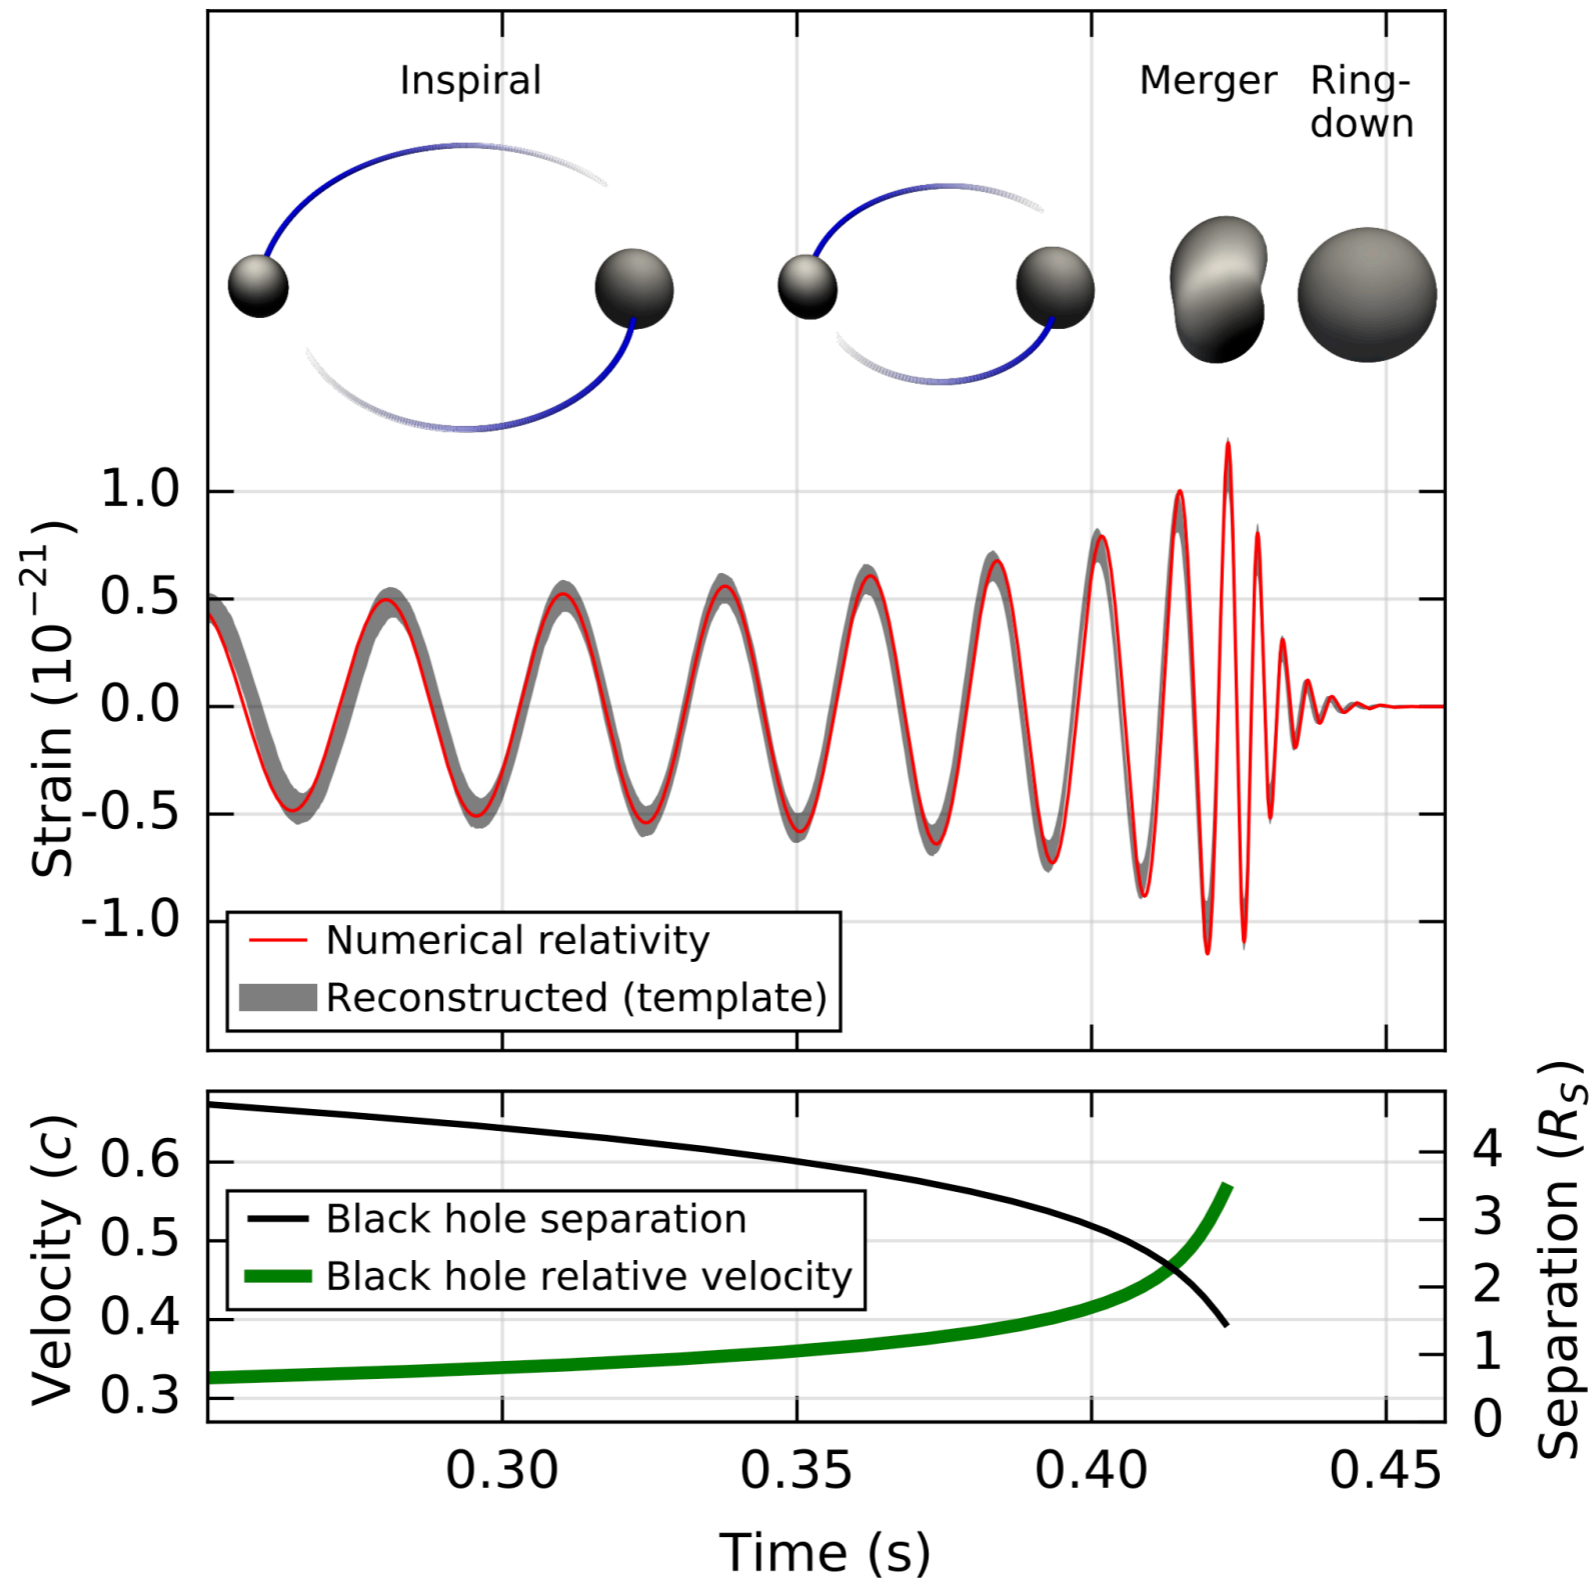 Inspiral
Merger
Ring-
down
Strain (10⁻²¹)
1.0
0.5
0.0
-0.5
-1.0
Numerical relativity
Reconstructed (template)
Velocity (c)
0.6
0.5
0.4
0.3
Black hole separation
Black hole relative velocity
Separation (R_S)
4
3
2
1
0
0.30 0.35 0.40 0.45
Time (s)